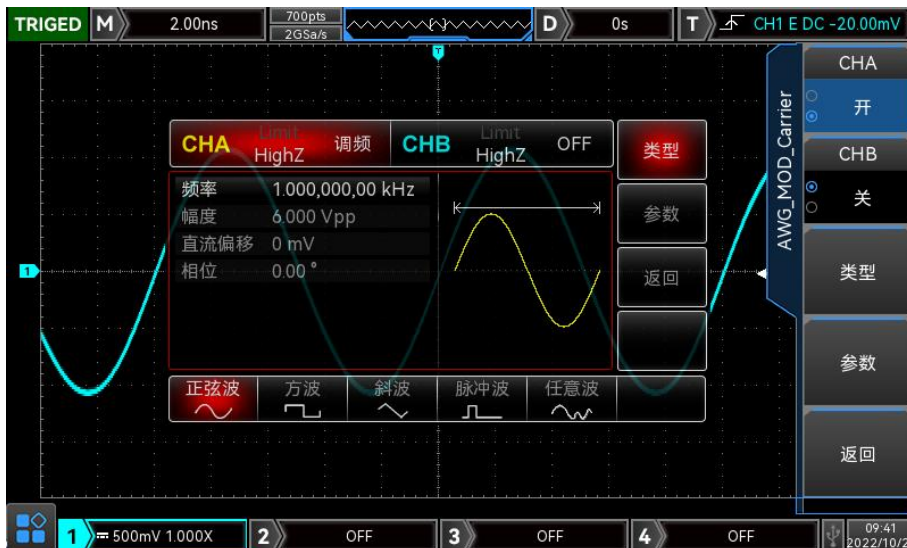 TRIGED M 2.00ns 700pts D 0s T CH1 E DC -20.00mV
2GSa/s
T
AWG_MOD_Carrier
CHA
开
CHB
关
类型
参数
返回
CHA Limit HighZ 调频 CHB Limit HighZ OFF
类型
参数
返回
频率 1.000,000,00 kHz
幅度 6.000 Vpp
直流偏移 0 mV
相位 0.00 °
1
正弦波 方波 斜波 脉冲波 任意波
1 500mV 1.000X 2 OFF 3 OFF 4 OFF
09:41
2022/10/2